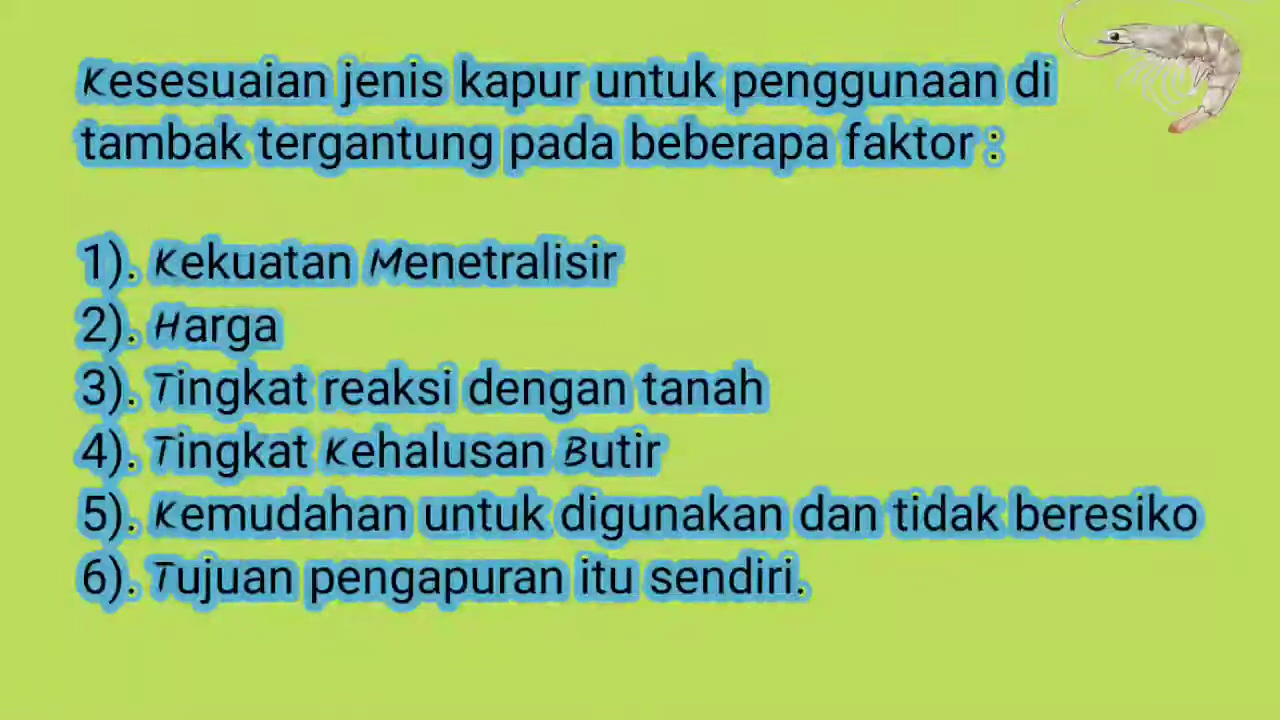 Kesesuaian jenis kapur untuk penggunaan di
tambak tergantung pada beberapa faktor :
1). Kekuatan Menetralisir
2). Harga
3). Tingkat reaksi dengan tanah
4). Tingkat Kehalusan Butir
5). Kemudahan untuk digunakan dan tidak beresiko
6). Tujuan pengapuran itu sendiri.